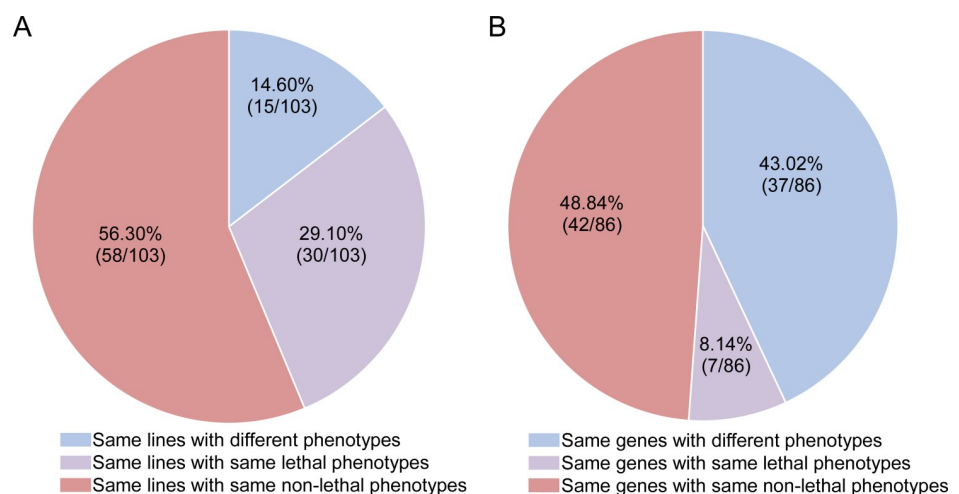 A
14.60%
(15/103)
29.10%
(30/103)
56.30%
(58/103)
Same lines with different phenotypes
Same lines with same lethal phenotypes
Same lines with same non-lethal phenotypes
B
43.02%
(37/86)
48.84%
(42/86)
8.14%
(7/86)
Same genes with different phenotypes
Same genes with same lethal phenotypes
Same genes with same non-lethal phenotypes